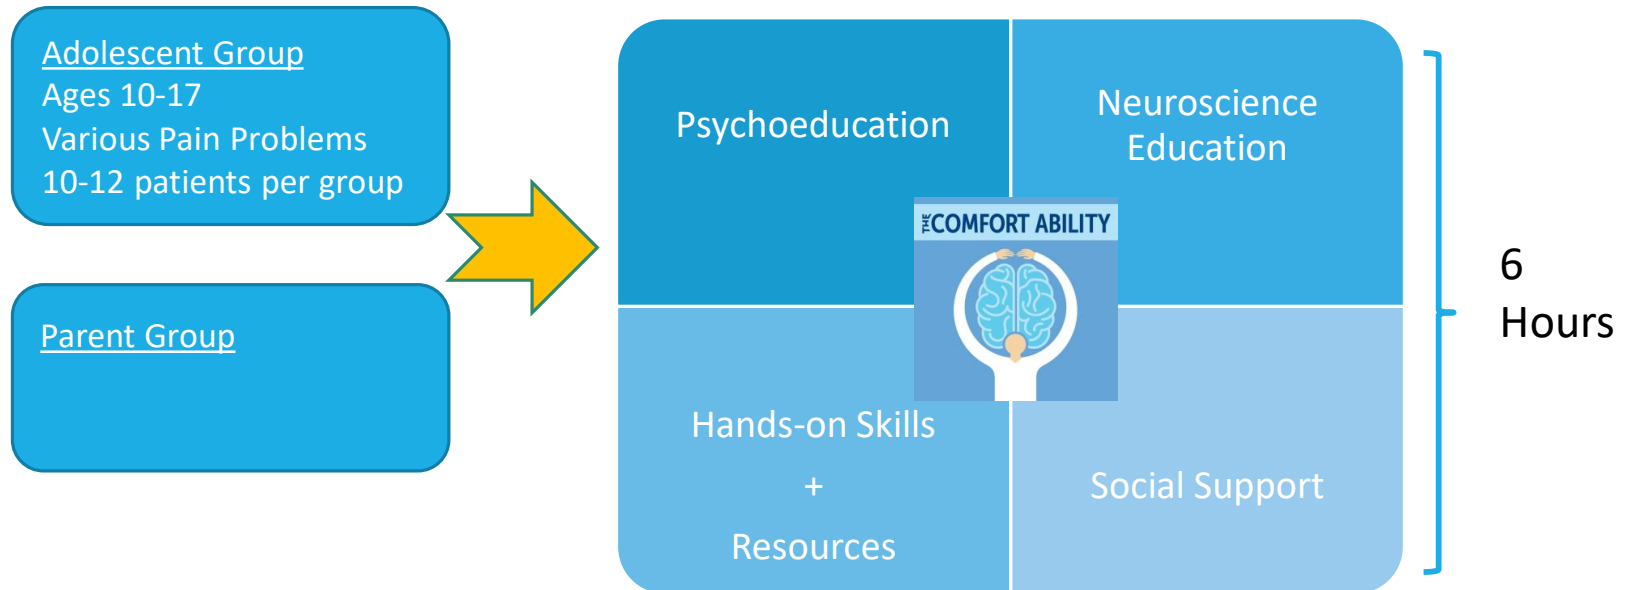 Adolescent Group
Ages 10-17
Various Pain Problems
10-12 patients per group
Parent Group
Psychoeducation
Neuroscience
Education
THE COMFORT ABILITY
Hands-on Skills
+
Resources
Social Support
6
Hours